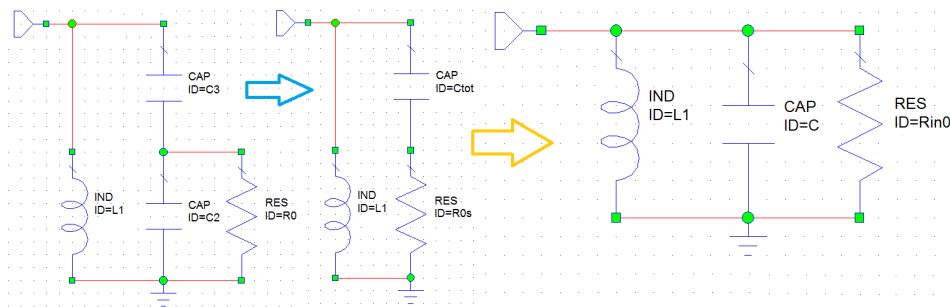 CAP
ID=C3
IND
ID=L1
CAP
ID=C2
RES
ID=R0
CAP
ID=Ctot
IND
ID=L1
RES
ID=R0s
IND
ID=L1
CAP
ID=C
RES
ID=Rin0